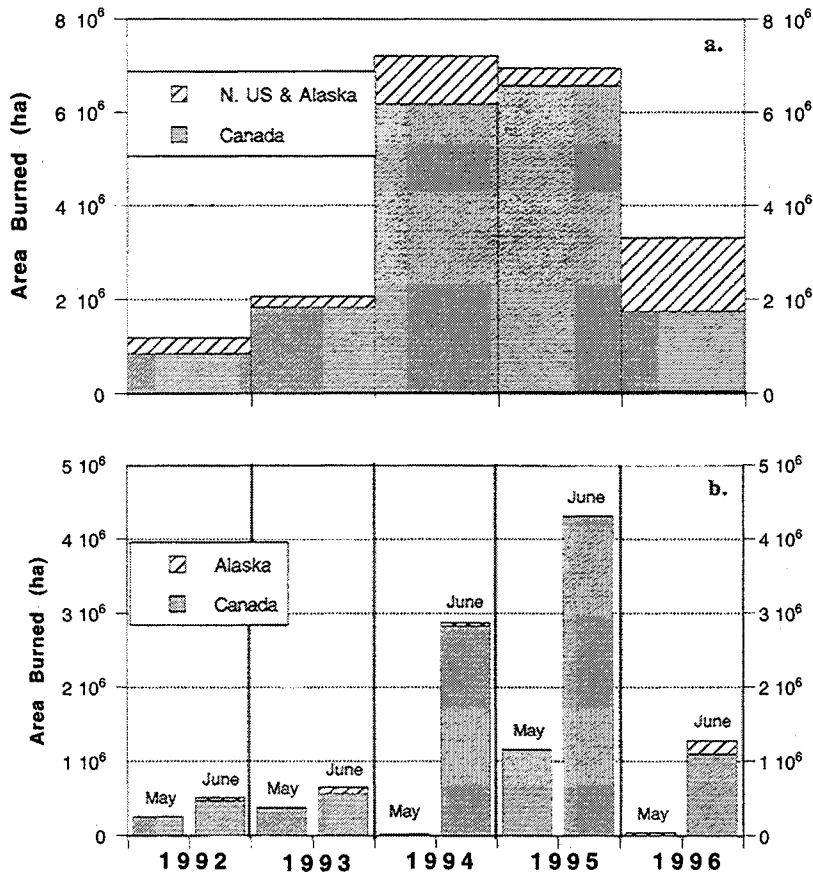 8 10⁶
8 10⁶
a.
N. US & Alaska
Canada
6 10⁶
6 10⁶
4 10⁶
4 10⁶
2 10⁶
2 10⁶
0
0
Area Burned (ha)
5 10⁶
5 10⁶
b.
June
4 10⁶
4 10⁶
Alaska
Canada
June
3 10⁶
3 10⁶
2 10⁶
2 10⁶
May
June
1 10⁶
1 10⁶
May
June
May
June
May
May
0
0
Area Burned (ha)
1992
1993
1994
1995
1996